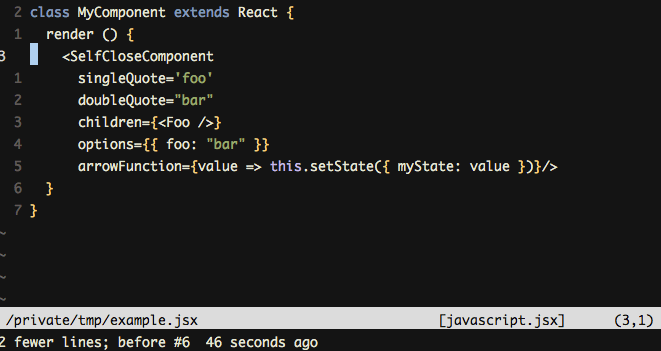 2 class MyComponent extends React {
1   render () {
3     <SelfCloseComponent
1       singleQuote='foo'
2       doubleQuote="bar"
3       children={<Foo />}
4       options={{ foo: "bar" }}
5       arrowFunction={value => this.setState({ myState: value })}/>
6   }
7 }
~
~
~
~
/private/tmp/example.jsx [javascript.jsx] (3,1)
2 fewer lines; before #6  46 seconds ago